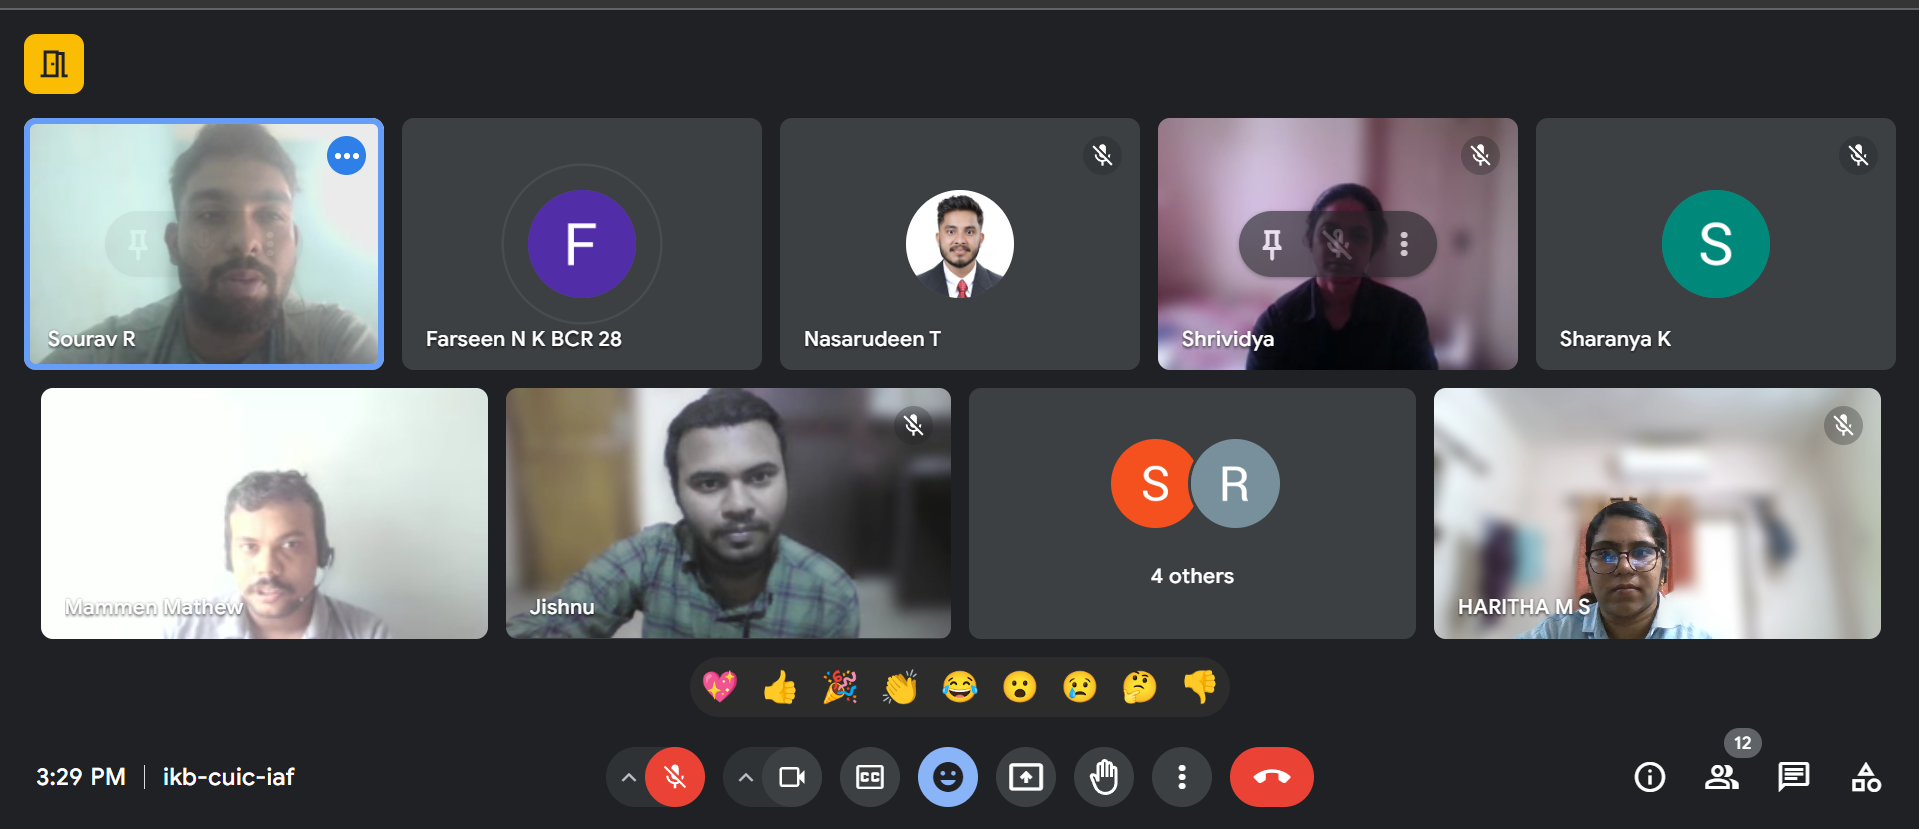 F
S
Sourav R
Farseen N K BCR 28
Nasarudeen T
Shrividya
Sharanya K
S R
4 others
Mammen Mathew
Jishnu
HARITHA M S
12
3:29 PM | ikb-cuic-iaf
CC